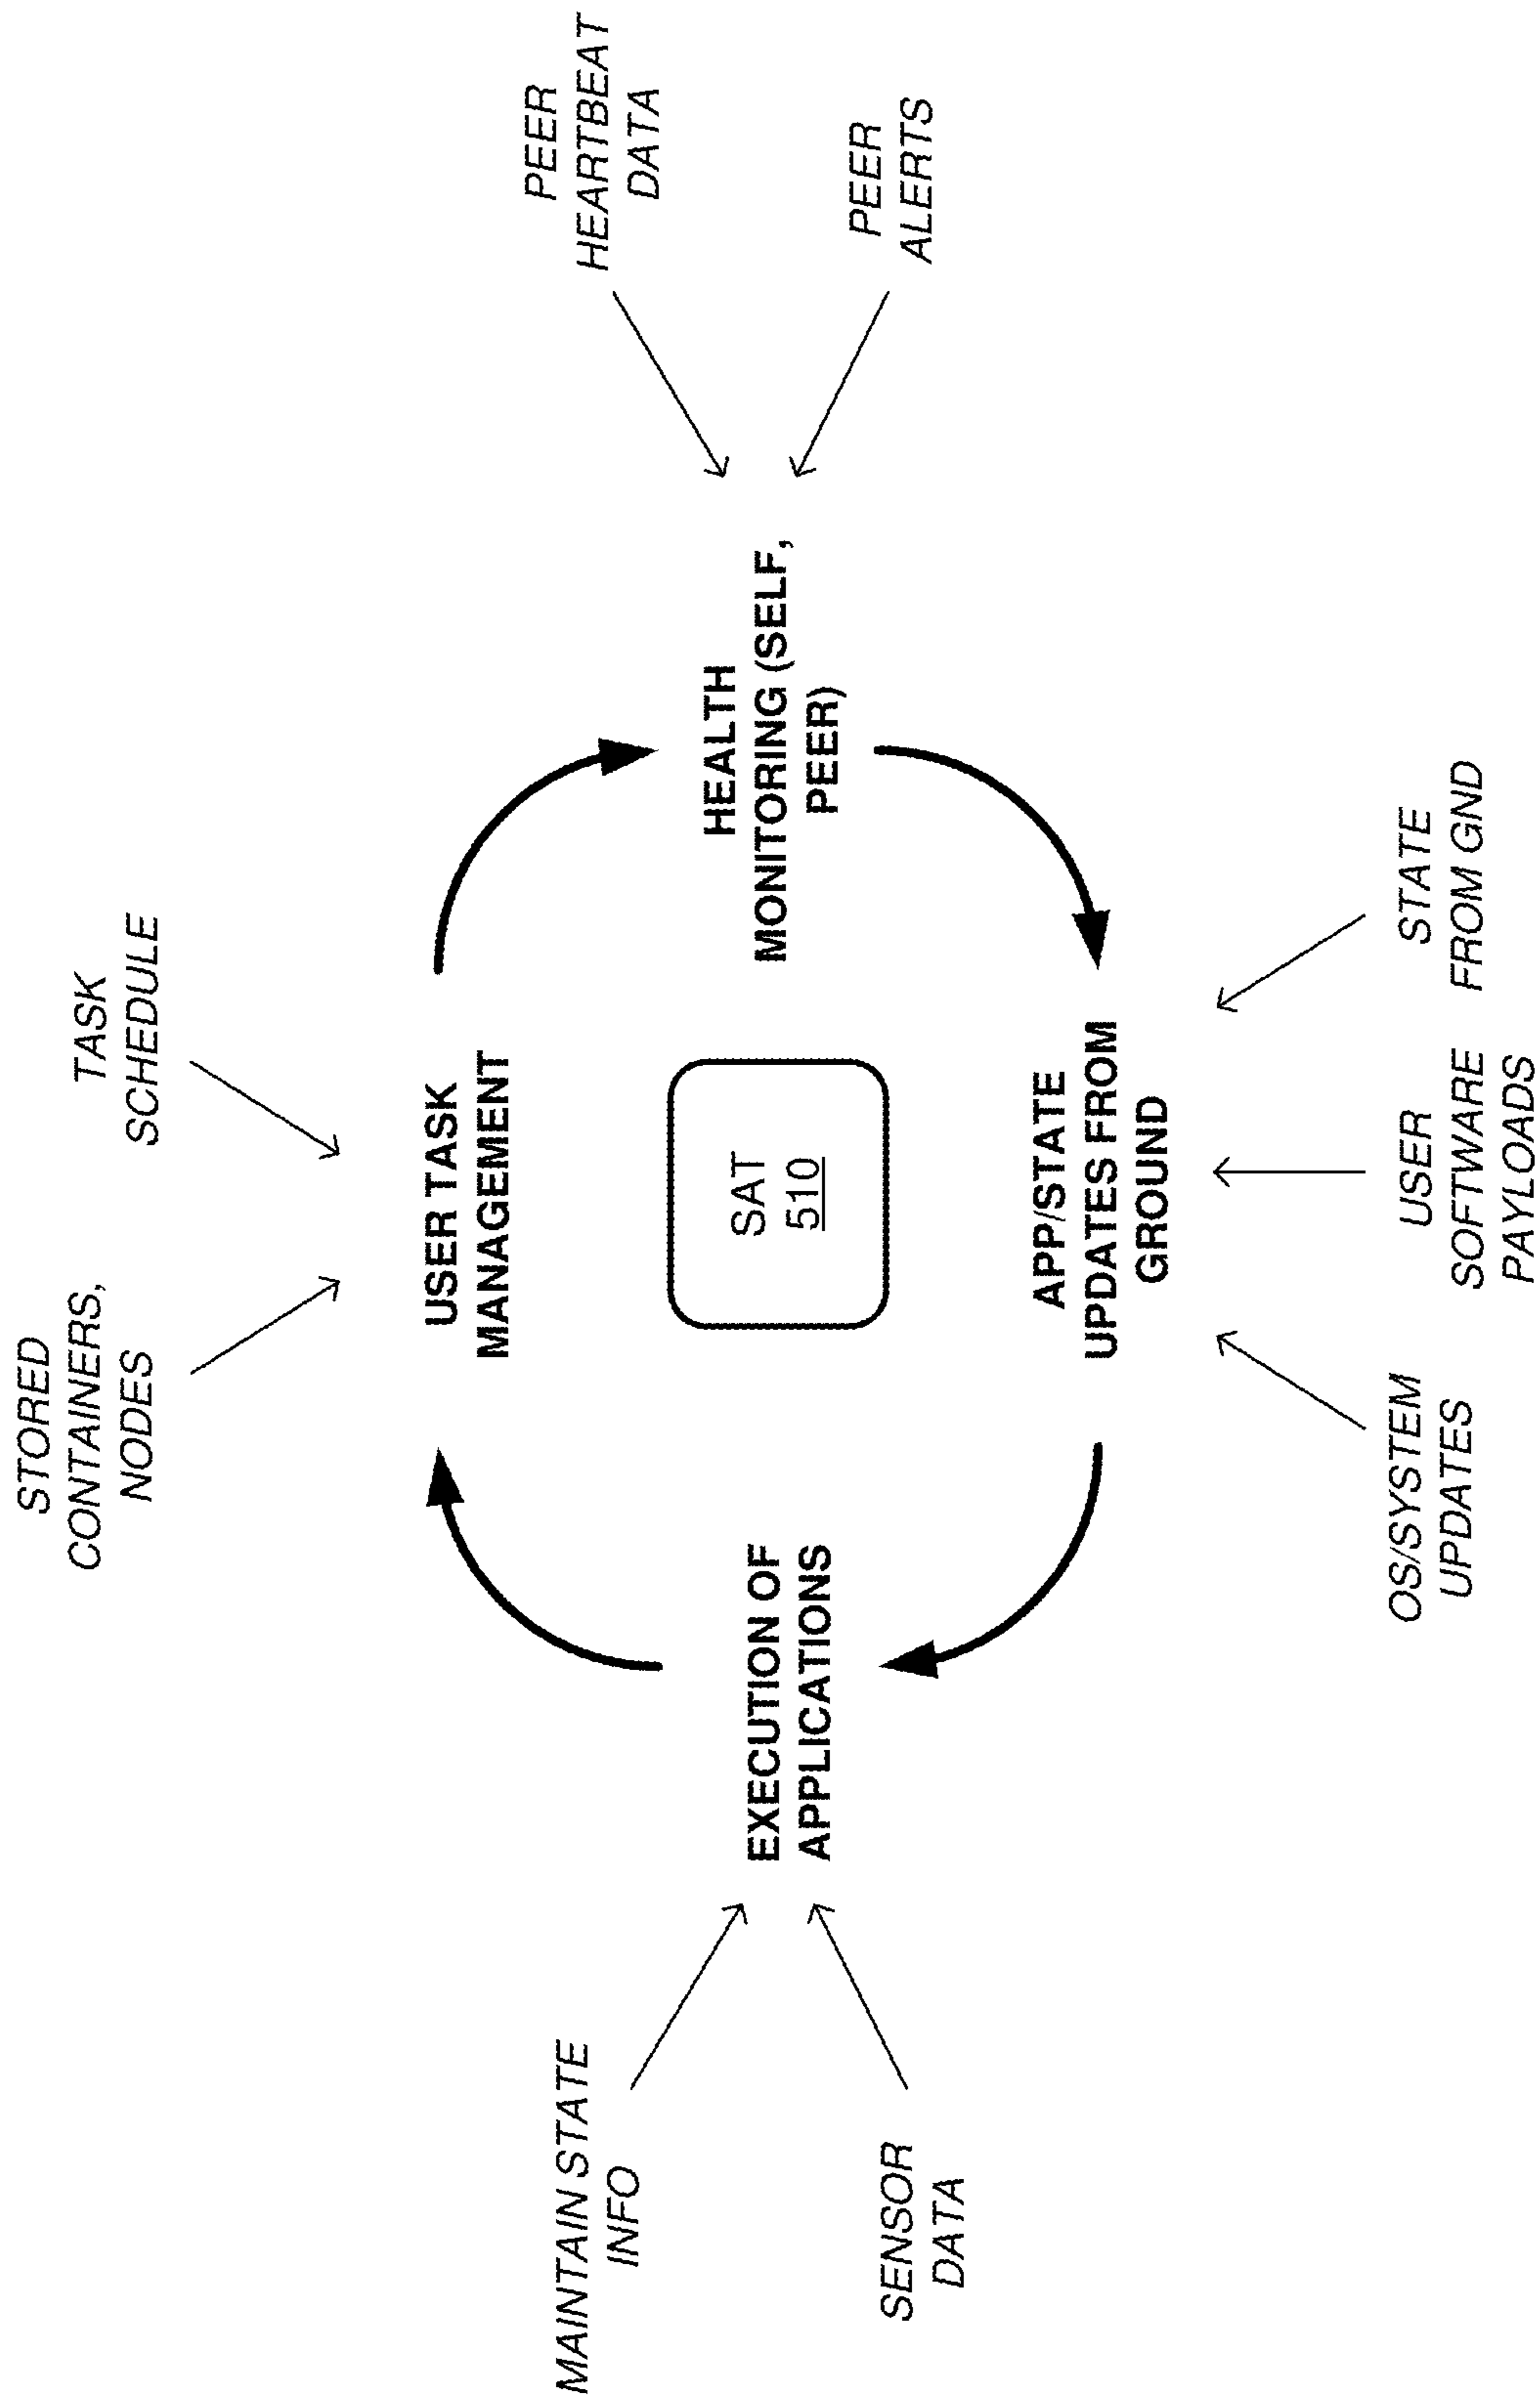 STORED
CONTAINERS,
NODES
TASK
SCHEDULE
USER TASK
MANAGEMENT
MAINTAIN STATE
INFO
SENSOR
DATA
EXECUTION OF
APPLICATIONS
SAT
510
HEALTH
MONITORING (SELF,
PEER)
PEER
HEARTBEAT
DATA
PEER
ALERTS
APP/STATE
UPDATES FROM
GROUND
OS/SYSTEM
UPDATES
USER
SOFTWARE
PAYLOADS
STATE
FROM GND